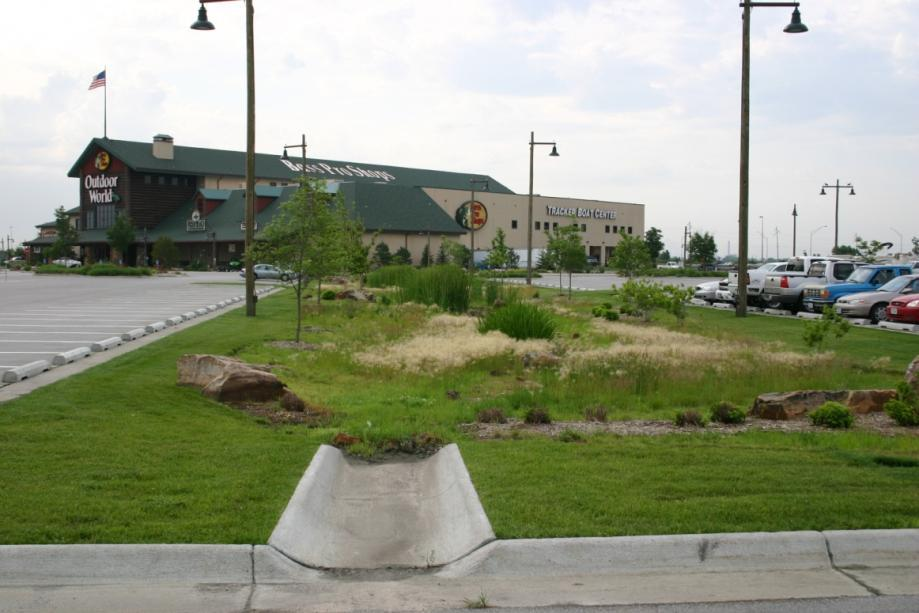 Outdoor
World
Bass Pro Shops
TRACKER BOAT CENTER